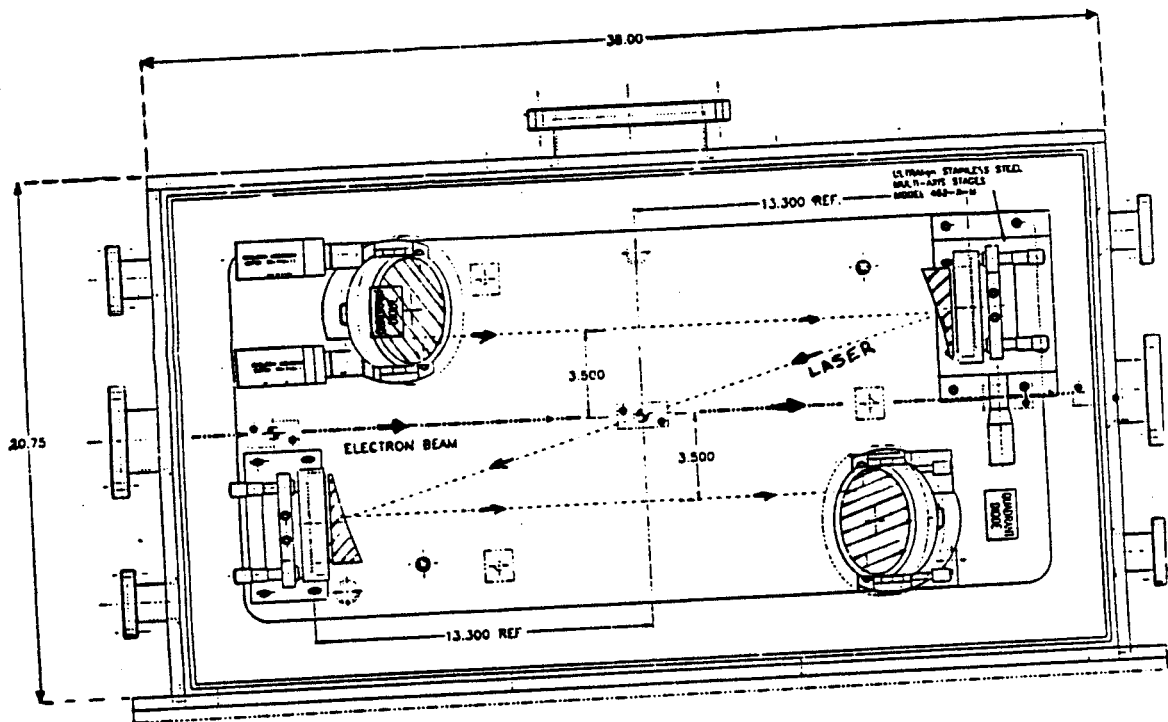 38.00
STAINLESS STEEL
MULTI-AXIS STAGES
13.300 REF.
LASER
3.500
20.75
ELECTRON BEAM
3.500
QUADRANT
DIODE
13.300 REF